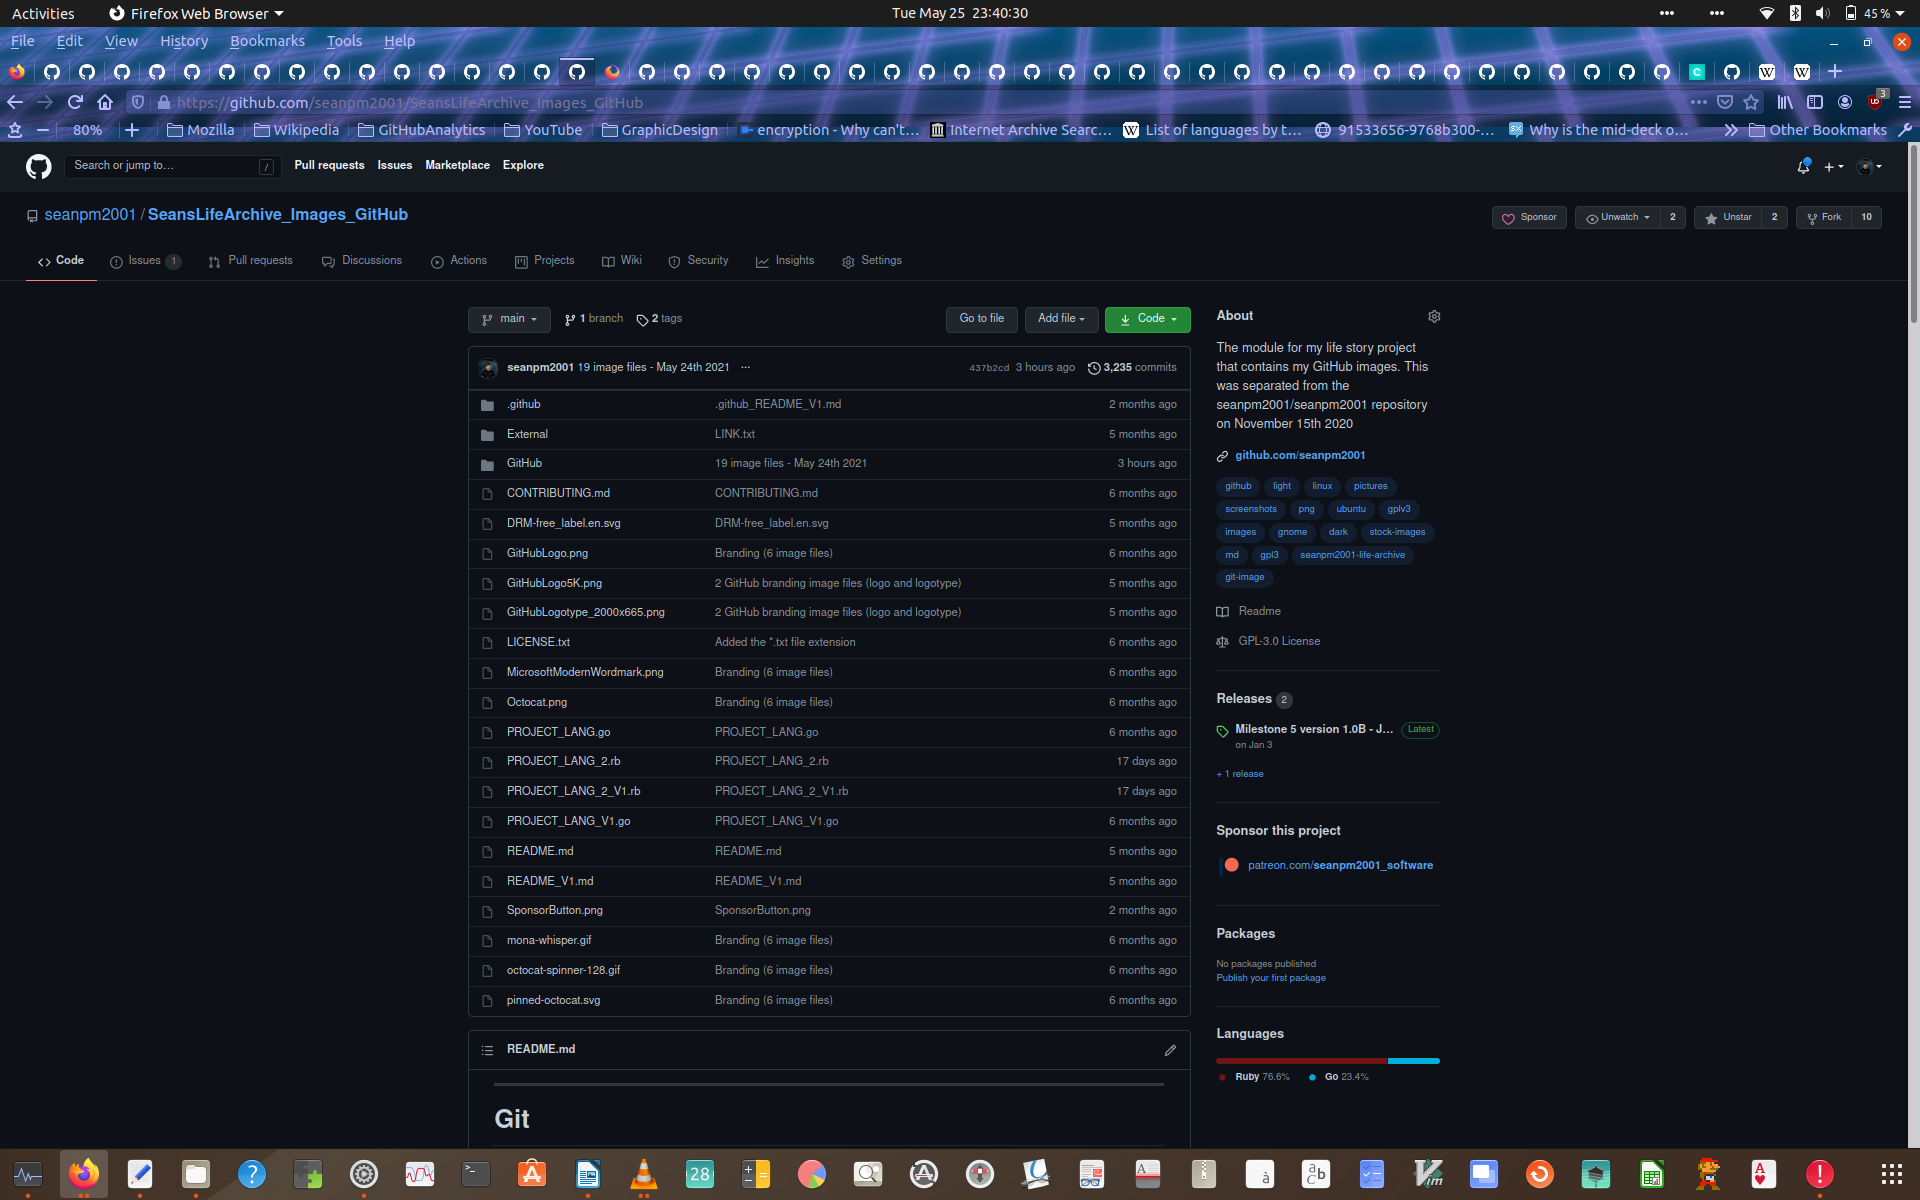 Activities Firefox Web Browser Tue May 25 23:40:30 45 %
File Edit View History Bookmarks Tools Help
https://github.com/seanpm2001/SeansLifeArchive_Images_GitHub 3
80% Mozilla Wikipedia GitHubAnalytics YouTube GraphicDesign encryption - Why can't… Internet Archive Searc… List of languages by t… 91533656-9768b300-… Why is the mid-deck o… Other Bookmarks
Search or jump to… / Pull requests Issues Marketplace Explore
seanpm2001 / SeansLifeArchive_Images_GitHub Sponsor Unwatch 2 Unstar 2 Fork 10
Code Issues 1 Pull requests Discussions Actions Projects Wiki Security Insights Settings
main 1 branch 2 tags Go to file Add file Code
seanpm2001 19 image files - May 24th 2021 ... 437b2cd 3 hours ago 3,235 commits
.github .github_README_V1.md 2 months ago
External LINK.txt 5 months ago
GitHub 19 image files - May 24th 2021 3 hours ago
CONTRIBUTING.md CONTRIBUTING.md 6 months ago
DRM-free_label.en.svg DRM-free_label.en.svg 5 months ago
GitHubLogo.png Branding (6 image files) 6 months ago
GitHubLogo5K.png 2 GitHub branding image files (logo and logotype) 5 months ago
GitHubLogotype_2000x665.png 2 GitHub branding image files (logo and logotype) 5 months ago
LICENSE.txt Added the *.txt file extension 6 months ago
MicrosoftModernWordmark.png Branding (6 image files) 6 months ago
Octocat.png Branding (6 image files) 6 months ago
PROJECT_LANG.go PROJECT_LANG.go 6 months ago
PROJECT_LANG_2.rb PROJECT_LANG_2.rb 17 days ago
PROJECT_LANG_2_V1.rb PROJECT_LANG_2_V1.rb 17 days ago
PROJECT_LANG_V1.go PROJECT_LANG_V1.go 6 months ago
README.md README.md 5 months ago
README_V1.md README_V1.md 5 months ago
SponsorButton.png SponsorButton.png 2 months ago
mona-whisper.gif Branding (6 image files) 6 months ago
octocat-spinner-128.gif Branding (6 image files) 6 months ago
pinned-octocat.svg Branding (6 image files) 6 months ago
README.md
Git
About
The module for my life story project
that contains my GitHub images. This
was separated from the
seanpm2001/seanpm2001 repository
on November 15th 2020
github.com/seanpm2001
github light linux pictures
screenshots png ubuntu gplv3
images gnome dark stock-images
md gpl3 seanpm2001-life-archive
git-image
Readme
GPL-3.0 License
Releases 2
Milestone 5 version 1.0B - J... Latest
on Jan 3
+ 1 release
Sponsor this project
patreon.com/seanpm2001_software
Packages
No packages published
Publish your first package
Languages
Ruby 76.6% Go 23.4%
28